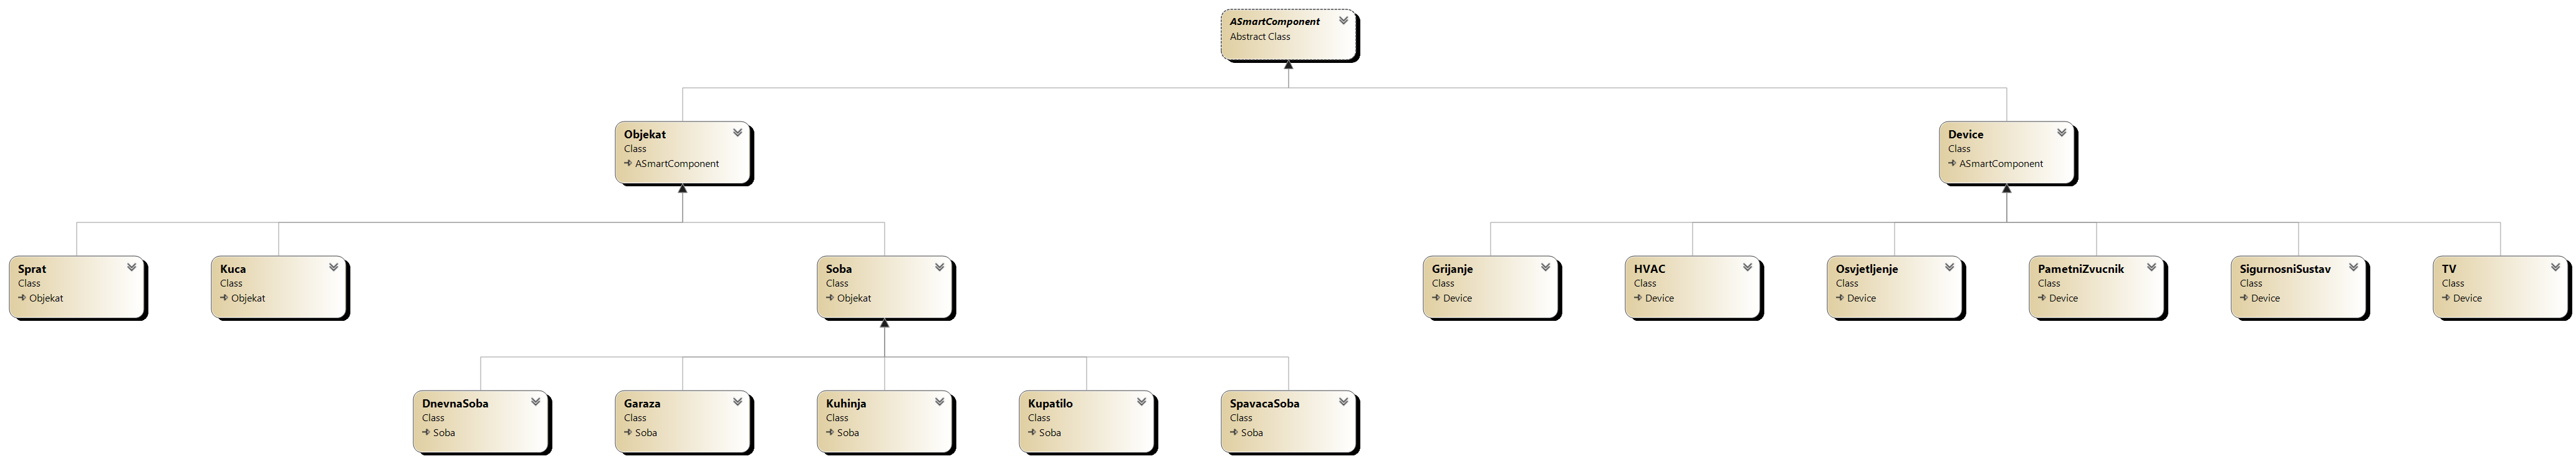 ASmartComponent
Abstract Class
Objekat
Class
ASmartComponent
Device
Class
ASmartComponent
Sprat
Class
Objekat
Kuca
Class
Objekat
Soba
Class
Objekat
Grijanje
Class
Device
HVAC
Class
Device
Osvjetljenje
Class
Device
PametniZvucnik
Class
Device
SigurnosniSustav
Class
Device
TV
Class
Device
DnevnaSoba
Class
Soba
Garaza
Class
Soba
Kuhinja
Class
Soba
Kupatilo
Class
Soba
SpavacaSoba
Class
Soba